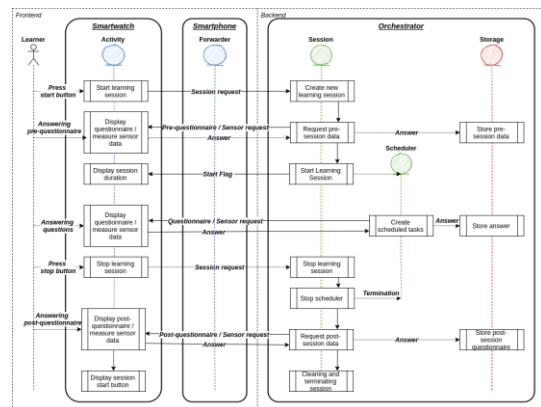 Frontend
Backend
Smartwatch
Smartphone
Orchestrator
Learner
Activity
Forwarder
Session
Storage
Press
start button
Start learning
session
Session request
Create new
learning session
Answering
pre-questionnaire
Display
questionnaire /
measure sensor
data
Pre-questionnaire / Sensor request
Answer
Request pre-
session data
Answer
Store pre-
session data
Scheduler
Display session
duration
Start Flag
Start Learning
Session
Answering
questions
Display
questionnaire /
measure sensor
data
Questionnaire / Sensor request
Answer
Create
scheduled tasks
Answer
Store answer
Press
stop button
Stop learning
session
Session request
Stop learning
session
Stop scheduler
Termination
Answering
post-questionnaire
Display post-
questionnaire /
measure sensor
data
Post-questionnaire / Sensor request
Answer
Request post-
session data
Answer
Store post-
session
questionnaire
Display session
start button
Cleaning and
terminating
session